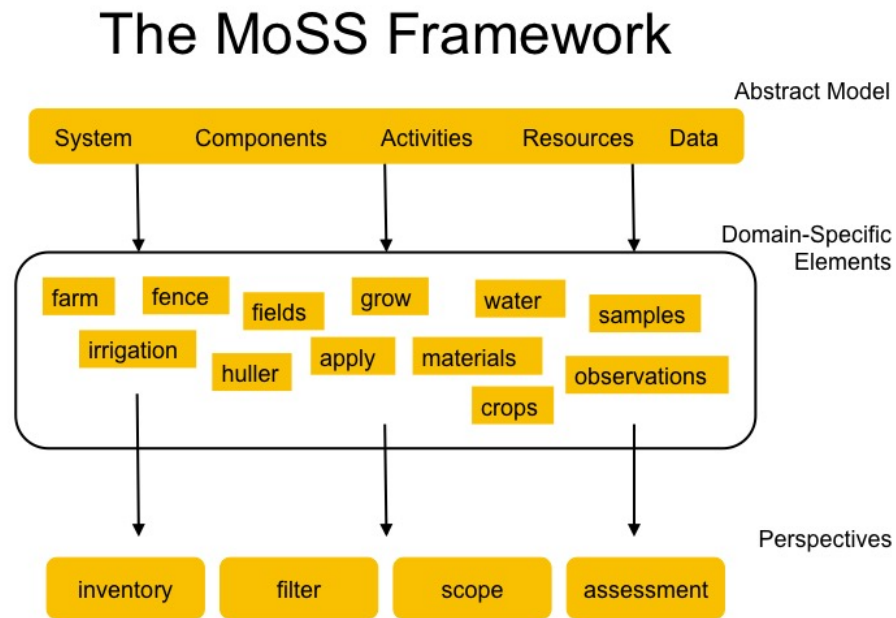 The MoSS Framework
Abstract Model
System Components Activities Resources Data
Domain-Specific
Elements
farm fence fields grow water samples
irrigation huller apply materials observations
crops
Perspectives
inventory filter scope assessment